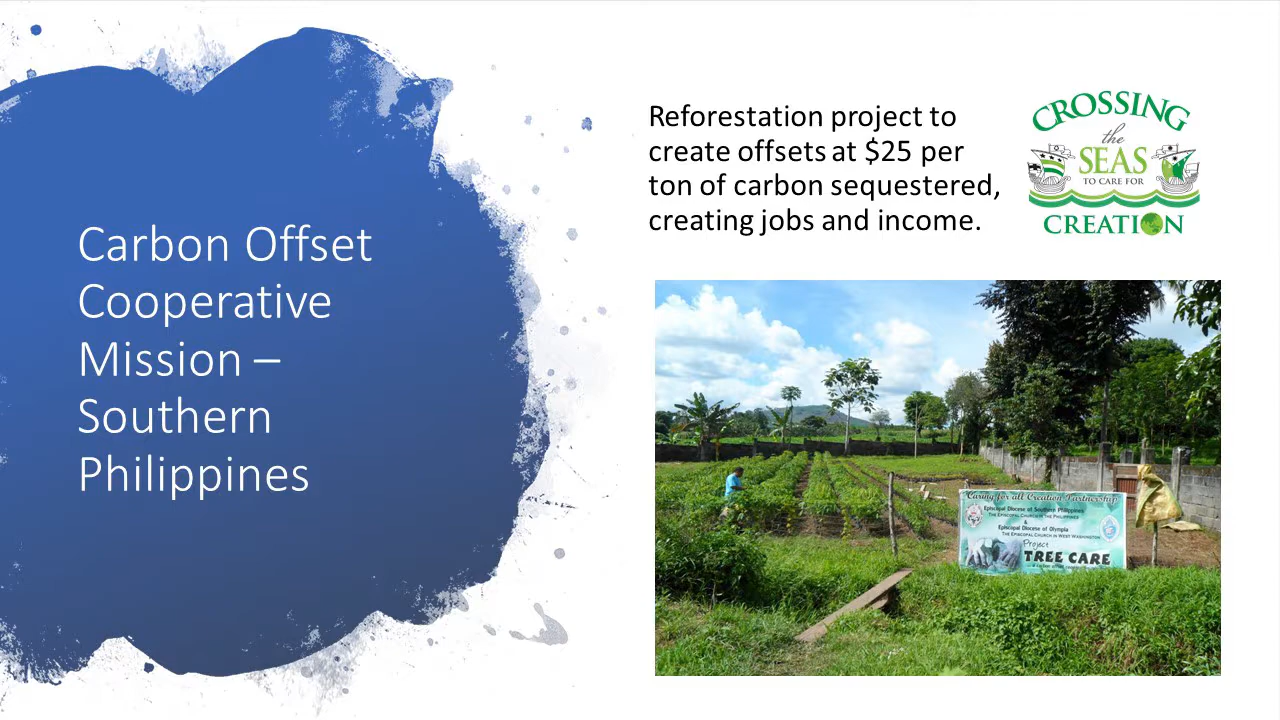 Carbon Offset
Cooperative
Mission –
Southern
Philippines
Reforestation project to
create offsets at $25 per
ton of carbon sequestered,
creating jobs and income.
CROSSING
the
SEAS
TO CARE FOR
CREATION
Caring for all Creation Partnership
Episcopal Diocese of Southern Philippines
The Episcopal Church in the Philippines
&
Episcopal Diocese of Olympia
The Episcopal Church in West Washington
Project
TREE CARE